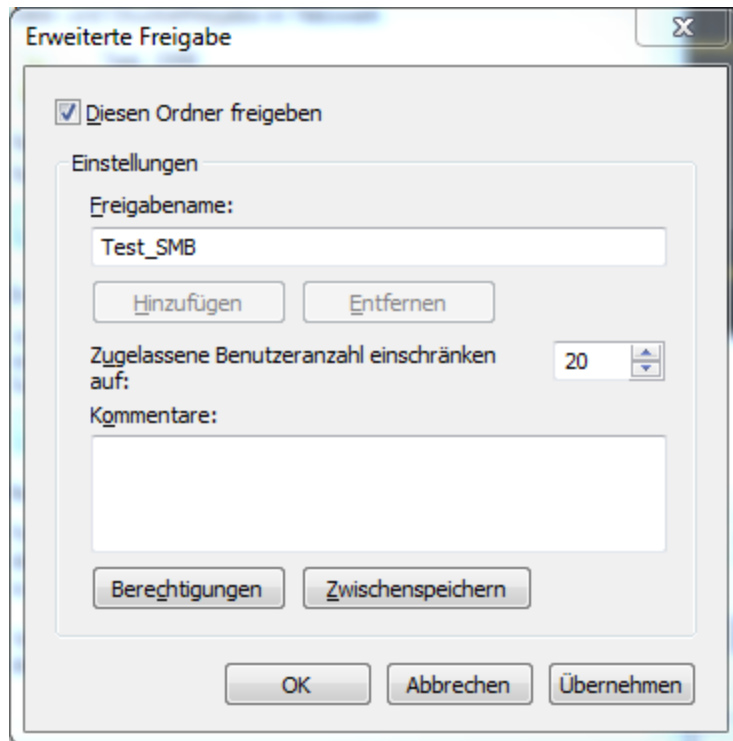 Erweiterte Freigabe
Diesen Ordner freigeben
Einstellungen
Freigabename:
Test_SMB
Hinzufügen Entfernen
Zugelassene Benutzeranzahl einschränken
auf:
20
Kommentare:
Berechtigungen Zwischenspeichern
OK Abbrechen Übernehmen